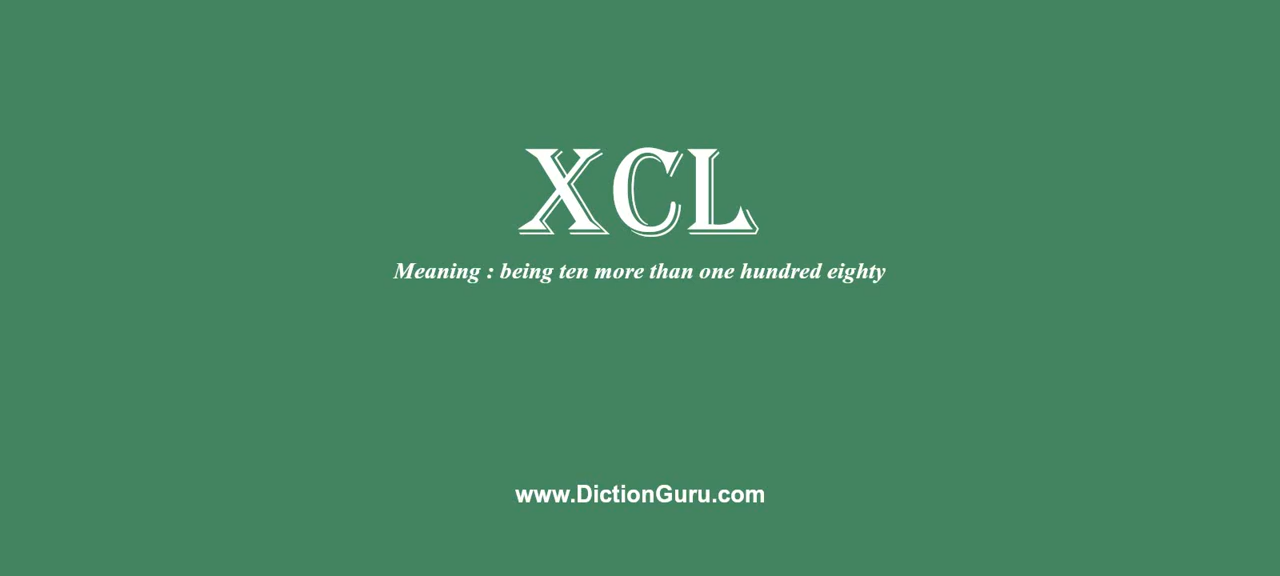 XCL
Meaning : being ten more than one hundred eighty
www.DictionGuru.com